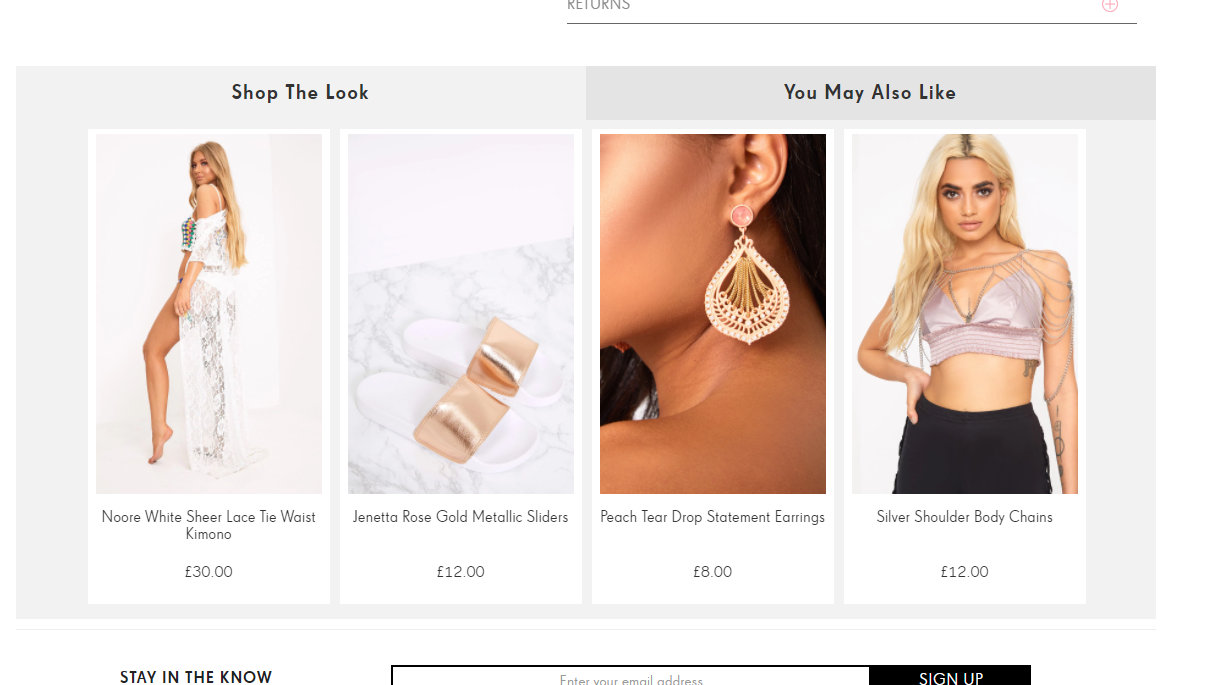 RETURNS
Shop The Look
You May Also Like
Noore White Sheer Lace Tie Waist
Kimono
£30.00
Jenetta Rose Gold Metallic Sliders
£12.00
Peach Tear Drop Statement Earrings
£8.00
Silver Shoulder Body Chains
£12.00
STAY IN THE KNOW
Enter your email address
SIGN UP